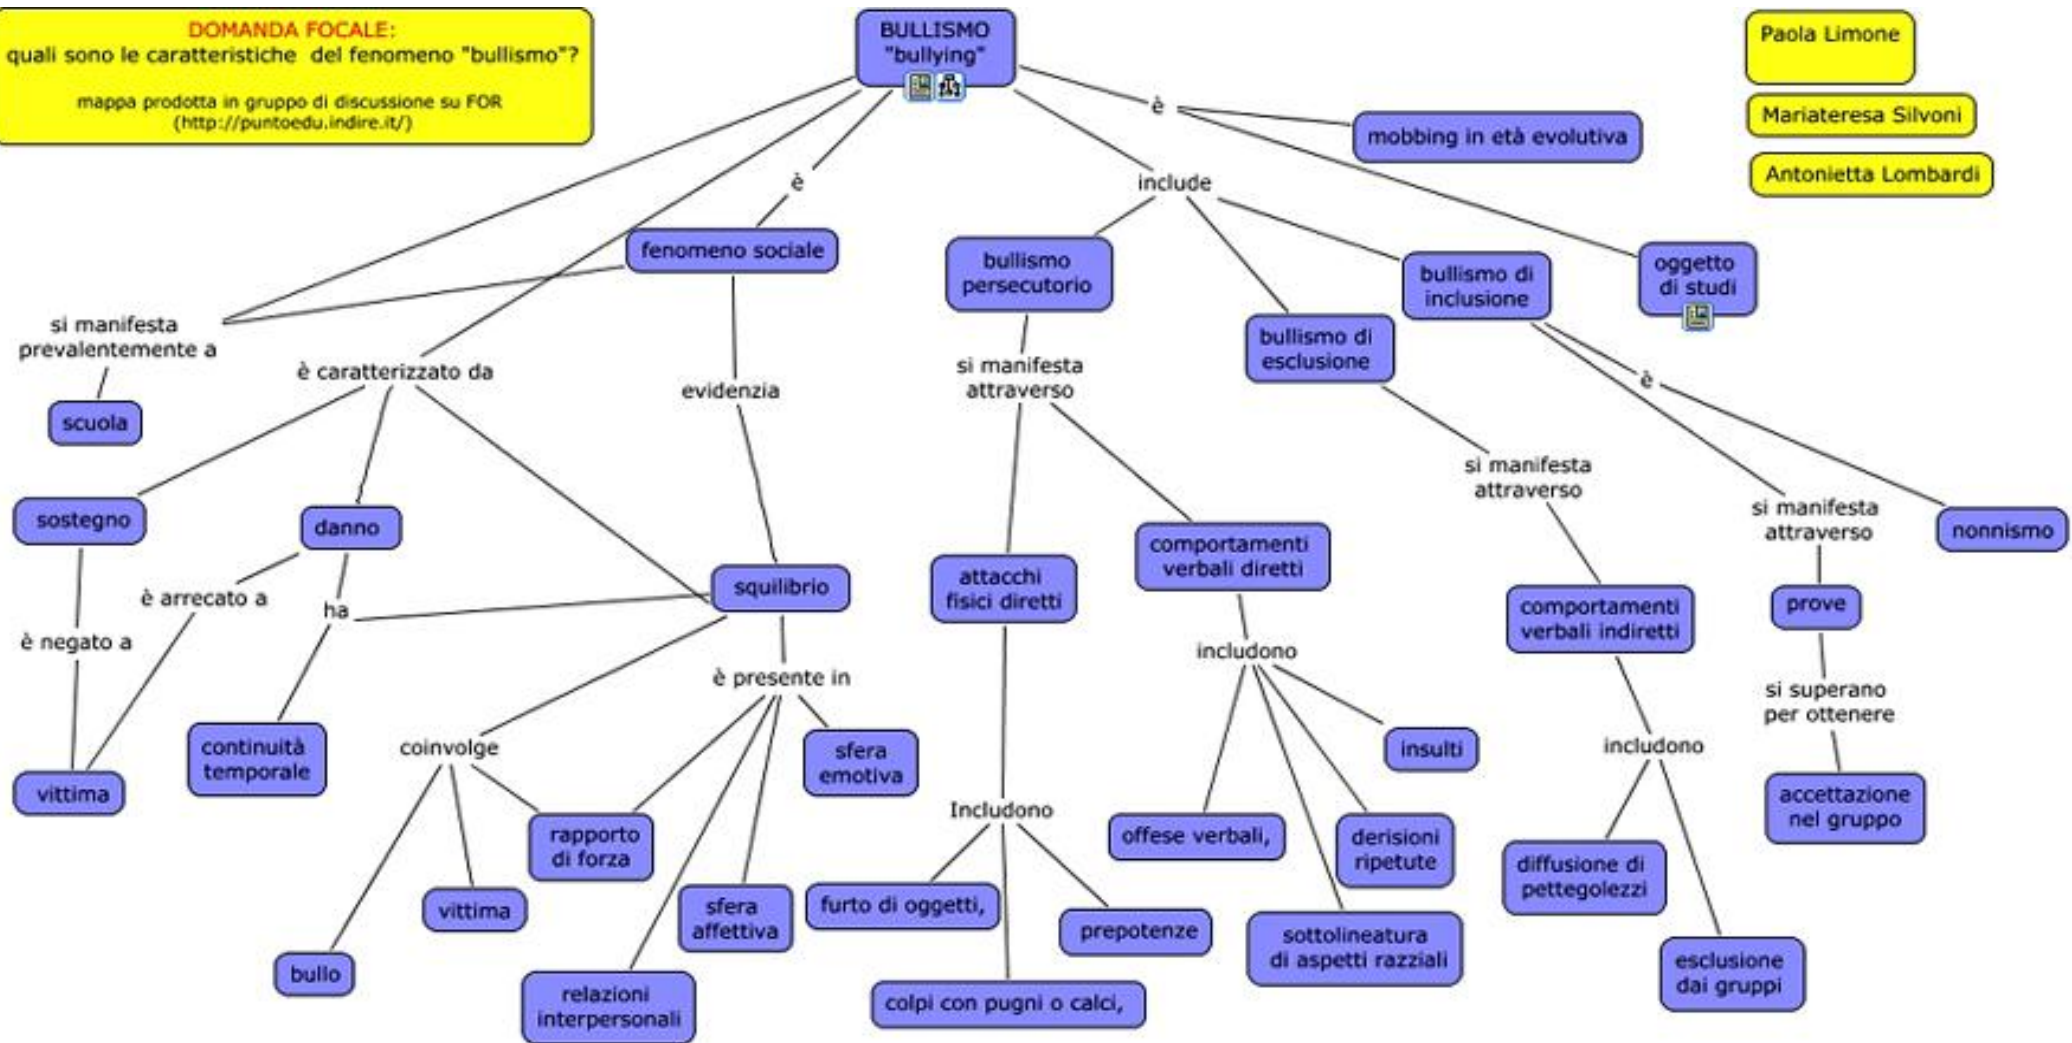 DOMANDA FOCALE:
quali sono le caratteristiche del fenomeno "bullismo"?
mappa prodotta in gruppo di discussione su FOR
(http://puntoedu.indire.it/)
BULLISMO
"bullying"
Paola Limone
Mariateresa Silvoni
Antonietta Lombardi
è
mobbing in età evolutiva
è
include
fenomeno sociale
bullismo
persecutorio
bullismo di
inclusione
oggetto
di studi
si manifesta
prevalentemente a
bullismo di
esclusione
è caratterizzato da
evidenzia
si manifesta
attraverso
è
scuola
si manifesta
attraverso
si manifesta
attraverso
nonnismo
sostegno
danno
comportamenti
verbali diretti
squilibrio
attacchi
fisici diretti
comportamenti
verbali indiretti
prove
è arrecato a
ha
è negato a
includono
è presente in
si superano
per ottenere
continuità
temporale
coinvolge
sfera
emotiva
insulti
includono
vittima
accettazione
nel gruppo
Includono
rapporto
di forza
offese verbali,
derisioni
ripetute
diffusione di
pettegolezzi
vittima
sfera
affettiva
furto di oggetti,
prepotenze
sottolineatura
di aspetti razziali
esclusione
dai gruppi
bullo
relazioni
interpersonali
colpi con pugni o calci,